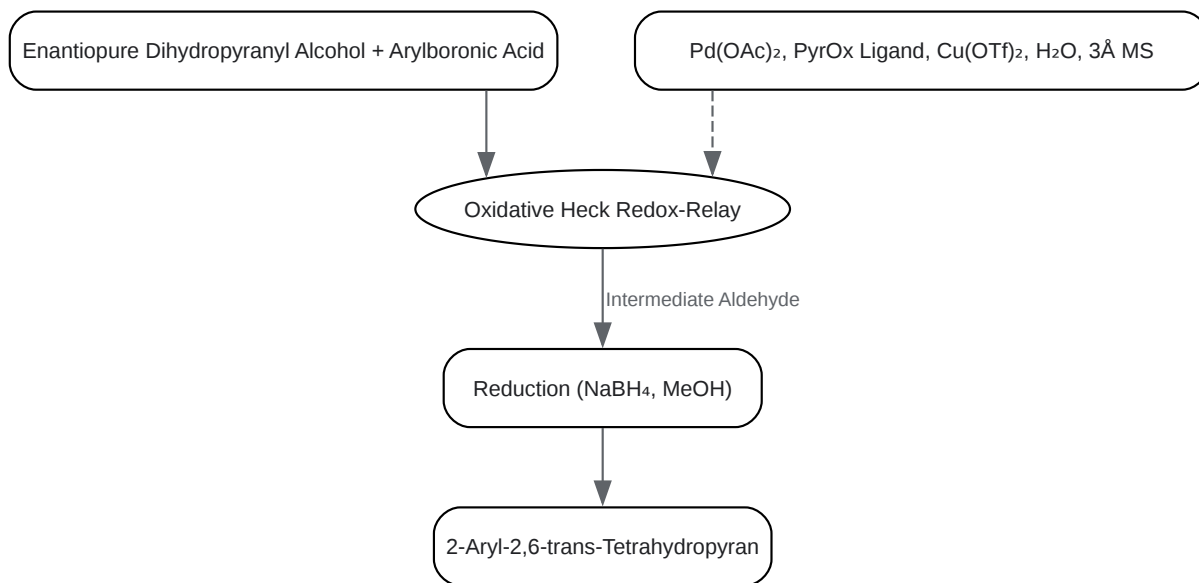 Enantiopure Dihydropyranyl Alcohol + Arylboronic Acid
Pd(OAc)₂, PyrOx Ligand, Cu(OTf)₂, H₂O, 3Å MS
Oxidative Heck Redox-Relay
Intermediate Aldehyde
Reduction (NaBH₄, MeOH)
2-Aryl-2,6-trans-Tetrahydropyran